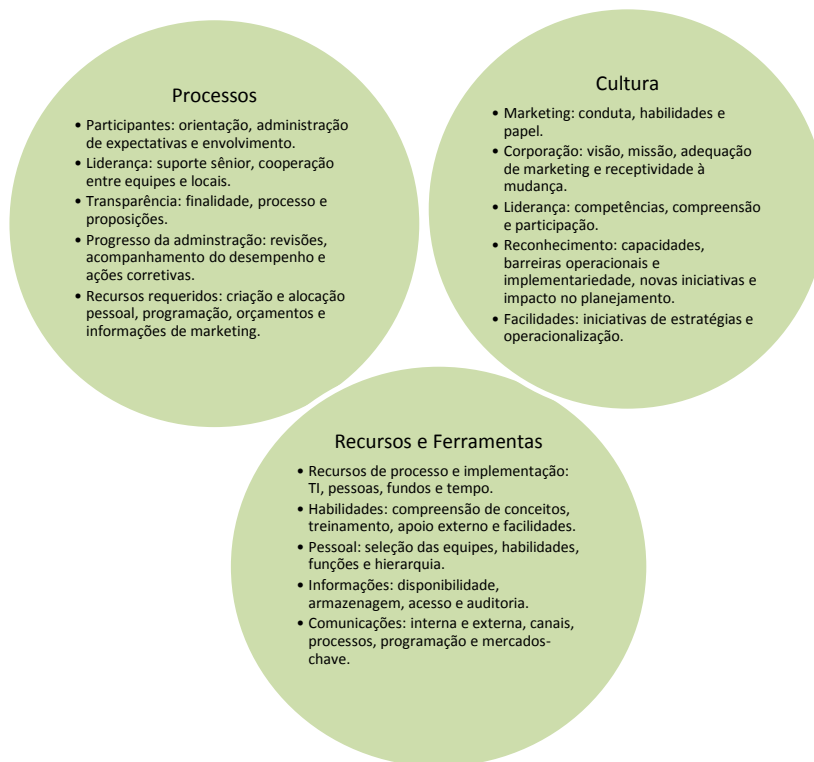 Processos
• Participantes: orientação, administração
de expectativas e envolvimento.
• Liderança: suporte sênior, cooperação
entre equipes e locais.
• Transparência: finalidade, processo e
proposições.
• Progresso da adminstração: revisões,
acompanhamento do desempenho e
ações corretivas.
• Recursos requeridos: criação e alocação
pessoal, programação, orçamentos e
informações de marketing.
Cultura
• Marketing: conduta, habilidades e
papel.
• Corporação: visão, missão, adequação
de marketing e receptividade à
mudança.
• Liderança: competências, compreensão
e participação.
• Reconhecimento: capacidades,
barreiras operacionais e
implementariedade, novas iniciativas e
impacto no planejamento.
• Facilidades: iniciativas de estratégias e
operacionalização.
Recursos e Ferramentas
• Recursos de processo e implementação:
TI, pessoas, fundos e tempo.
• Habilidades: compreensão de conceitos,
treinamento, apoio externo e facilidades.
• Pessoal: seleção das equipes, habilidades,
funções e hierarquia.
• Informações: disponibilidade,
armazenagem, acesso e auditoria.
• Comunicações: interna e externa, canais,
processos, programação e mercados-
chave.